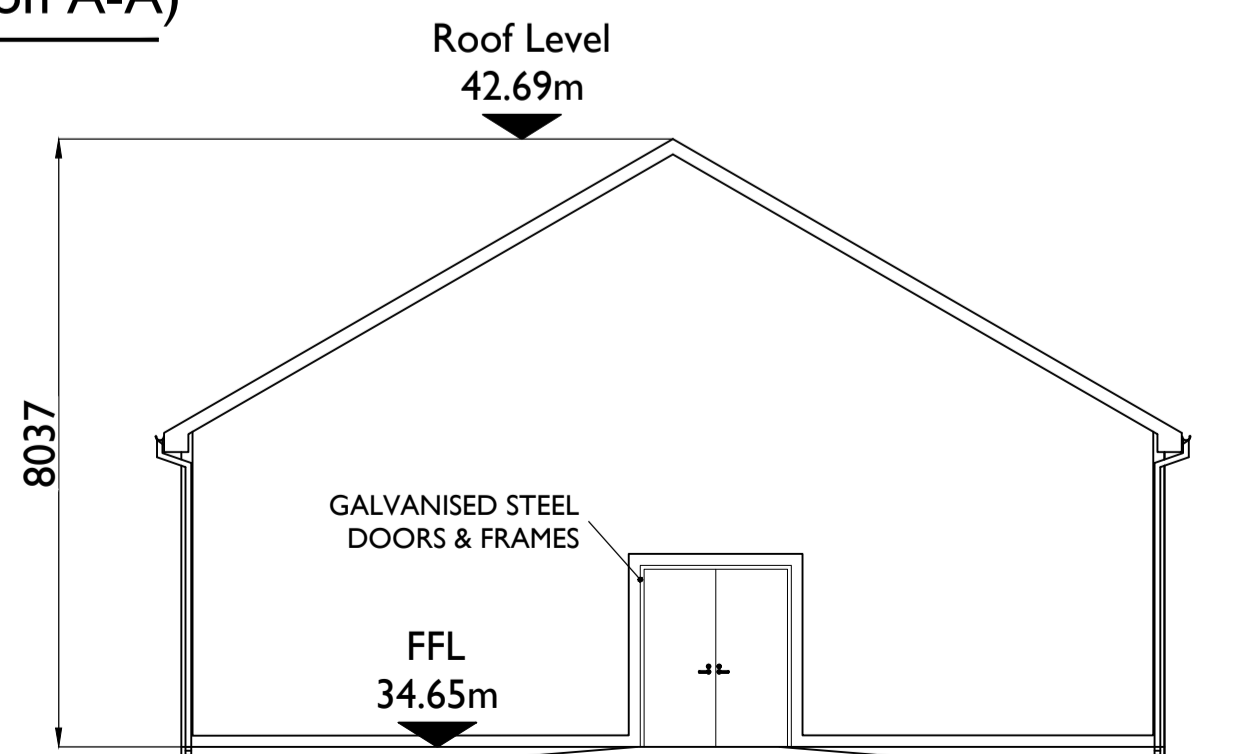 A-A)
Roof Level
42.69m
8037
GALVANISED STEEL
DOORS & FRAMES
FFL
34.65m